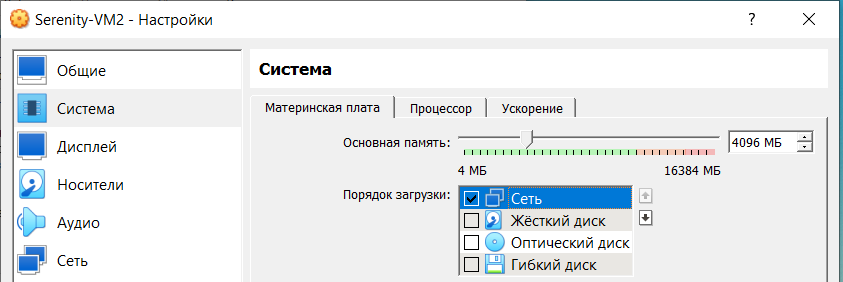 Serenity-VM2 - Настройки
Общие
Система
Дисплей
Носители
Аудио
Сеть
Система
Материнская плата Процессор Ускорение
Основная память: 4096 МБ
4 МБ 16384 МБ
Порядок загрузки: Сеть
Жёсткий диск
Оптический диск
Гибкий диск